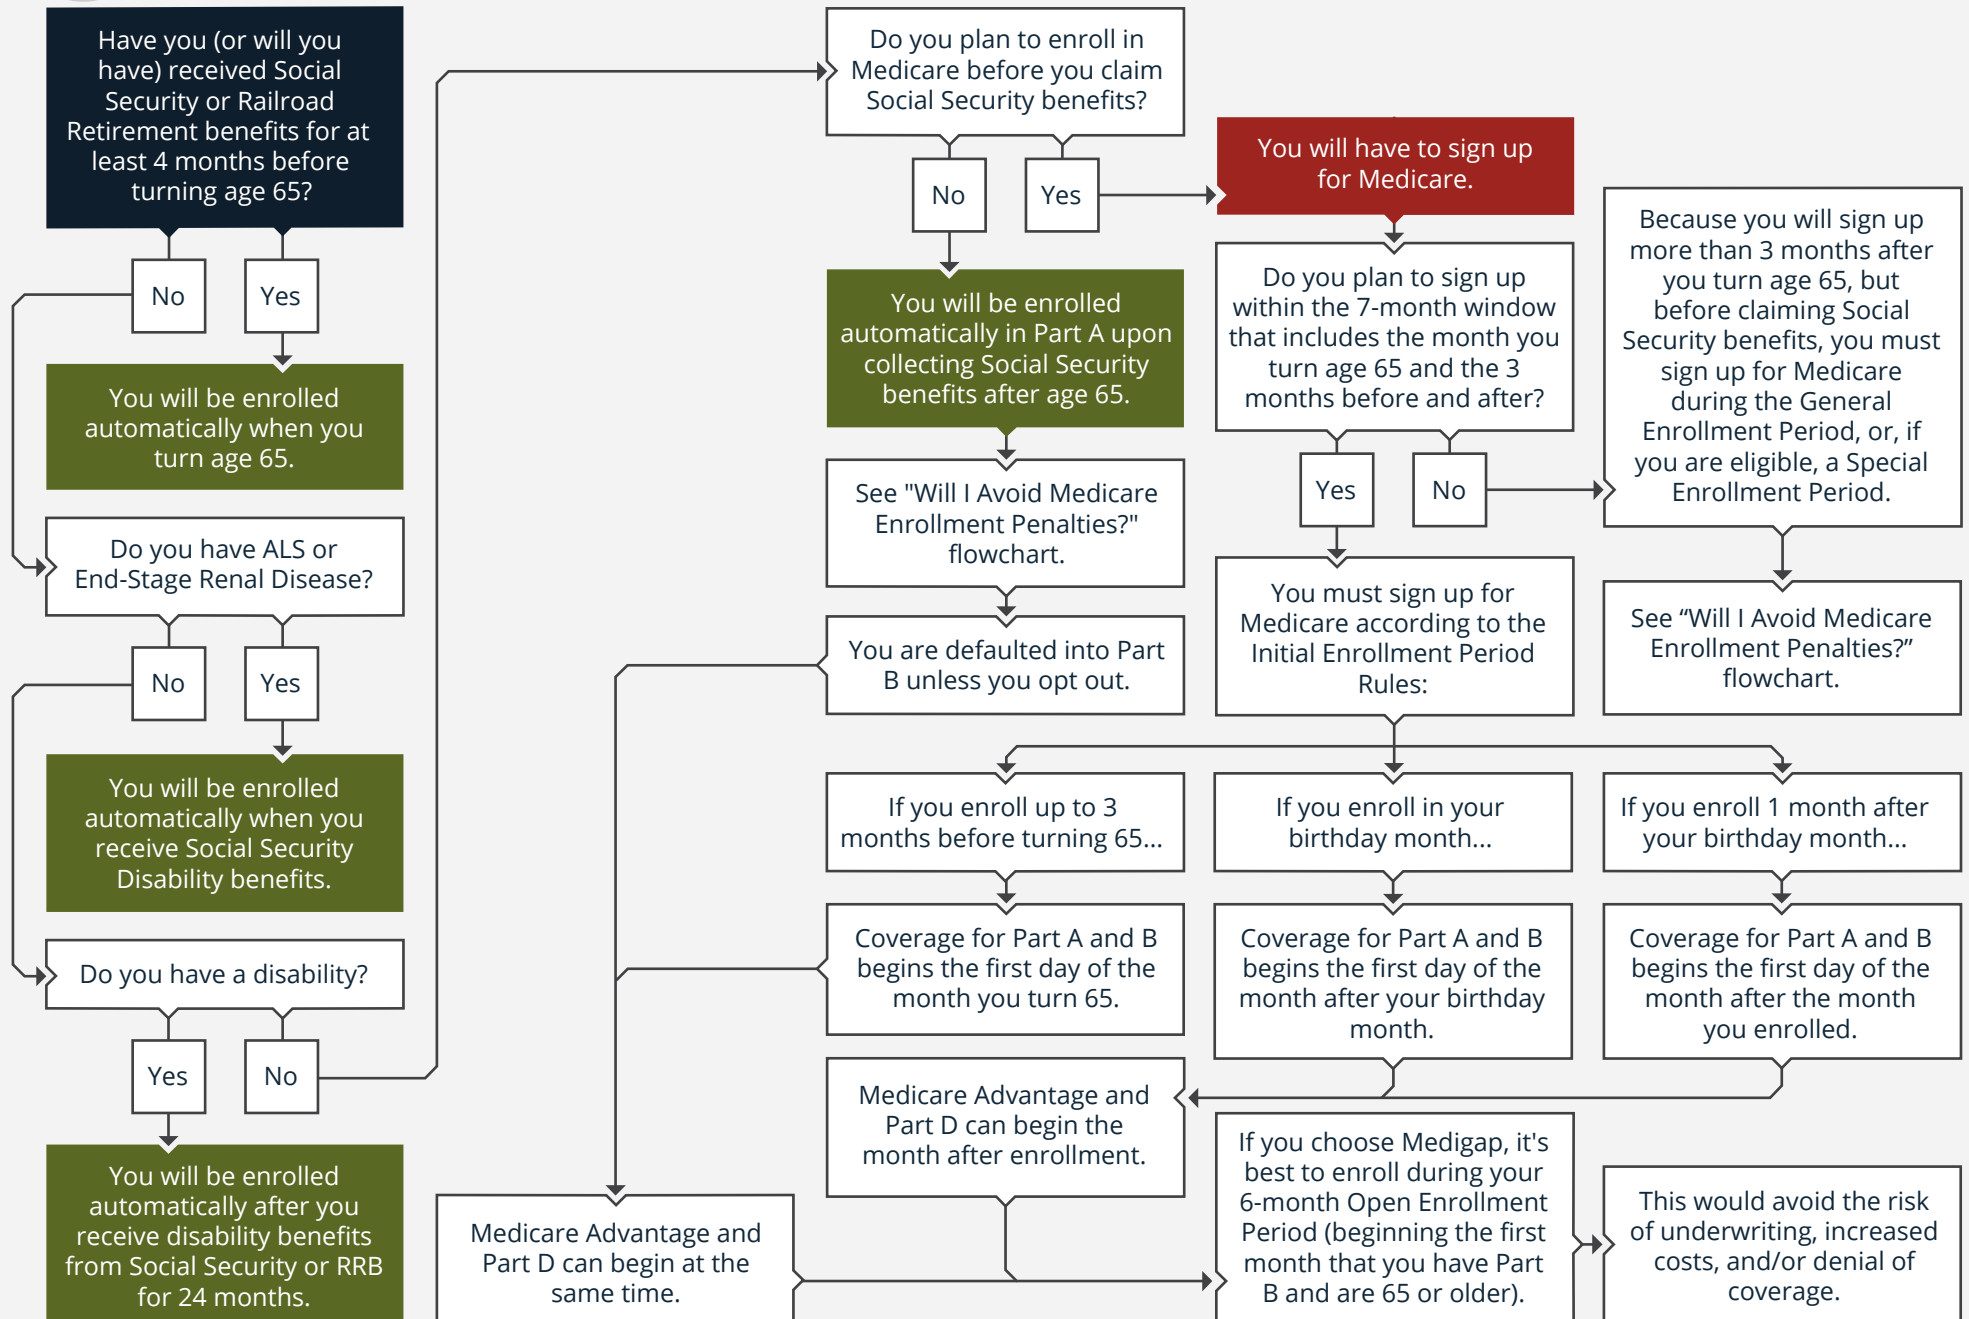 Have you (or will you
have) received Social
Security or Railroad
Retirement benefits for at
least 4 months before
turning age 65?
No
Yes
You will be enrolled
automatically when you
turn age 65.
Do you have ALS or
End-Stage Renal Disease?
No
Yes
You will be enrolled
automatically when you
receive Social Security
Disability benefits.
Do you have a disability?
Yes
No
You will be enrolled
automatically after you
receive disability benefits
from Social Security or RRB
for 24 months.
Do you plan to enroll in
Medicare before you claim
Social Security benefits?
No
Yes
You will be enrolled
automatically in Part A upon
collecting Social Security
benefits after age 65.
See "Will I Avoid Medicare
Enrollment Penalties?"
flowchart.
You are defaulted into Part
B unless you opt out.
You will have to sign up
for Medicare.
Do you plan to sign up
within the 7-month window
that includes the month you
turn age 65 and the 3
months before and after?
Yes
No
Because you will sign up
more than 3 months after
you turn age 65, but
before claiming Social
Security benefits, you must
sign up for Medicare
during the General
Enrollment Period, or, if
you are eligible, a Special
Enrollment Period.
See “Will I Avoid Medicare
Enrollment Penalties?”
flowchart.
You must sign up for
Medicare according to the
Initial Enrollment Period
Rules:
If you enroll up to 3
months before turning 65...
Coverage for Part A and B
begins the first day of the
month you turn 65.
If you enroll in your
birthday month...
Coverage for Part A and B
begins the first day of the
month after your birthday
month.
If you enroll 1 month after
your birthday month...
Coverage for Part A and B
begins the first day of the
month after the month
you enrolled.
Medicare Advantage and
Part D can begin the
month after enrollment.
Medicare Advantage and
Part D can begin at the
same time.
If you choose Medigap, it's
best to enroll during your
6-month Open Enrollment
Period (beginning the first
month that you have Part
B and are 65 or older).
This would avoid the risk
of underwriting, increased
costs, and/or denial of
coverage.